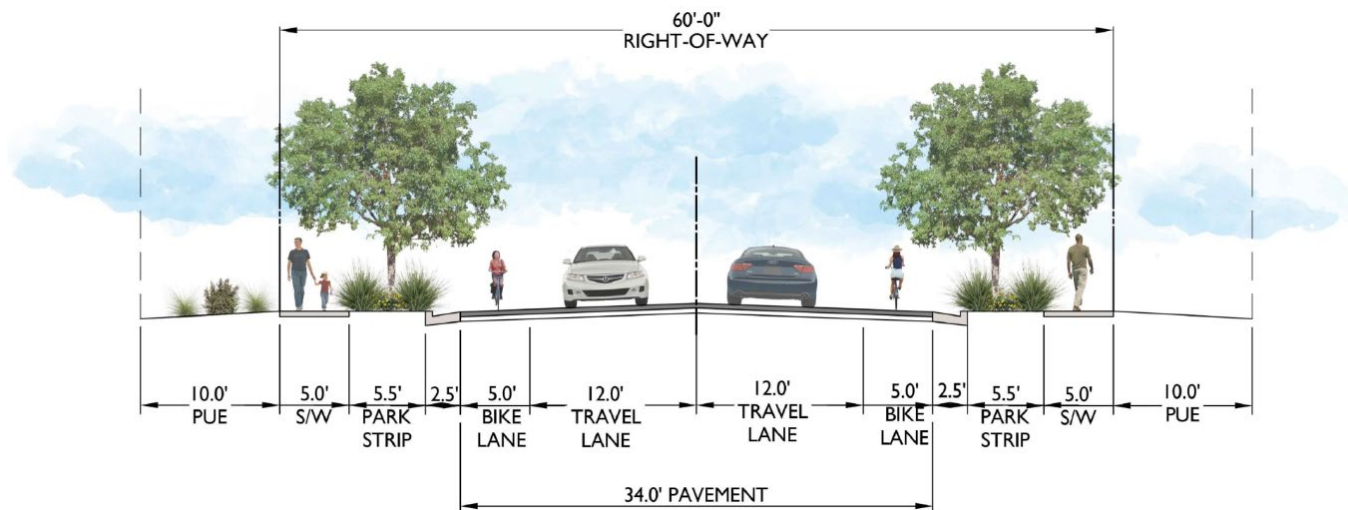 60'-0"
RIGHT-OF-WAY
10.0'
PUE
5.0'
S/W
5.5'
PARK
STRIP
2.5'
5.0'
BIKE
LANE
12.0'
TRAVEL
LANE
12.0'
TRAVEL
LANE
5.0'
BIKE
LANE
2.5'
5.5'
PARK
STRIP
5.0'
S/W
10.0'
PUE
34.0' PAVEMENT